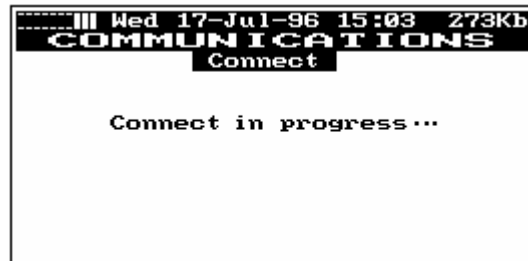 Wed 17-Jul-96 15:03 273Kb
COMMUNICATIONS
Connect
Connect in progress...